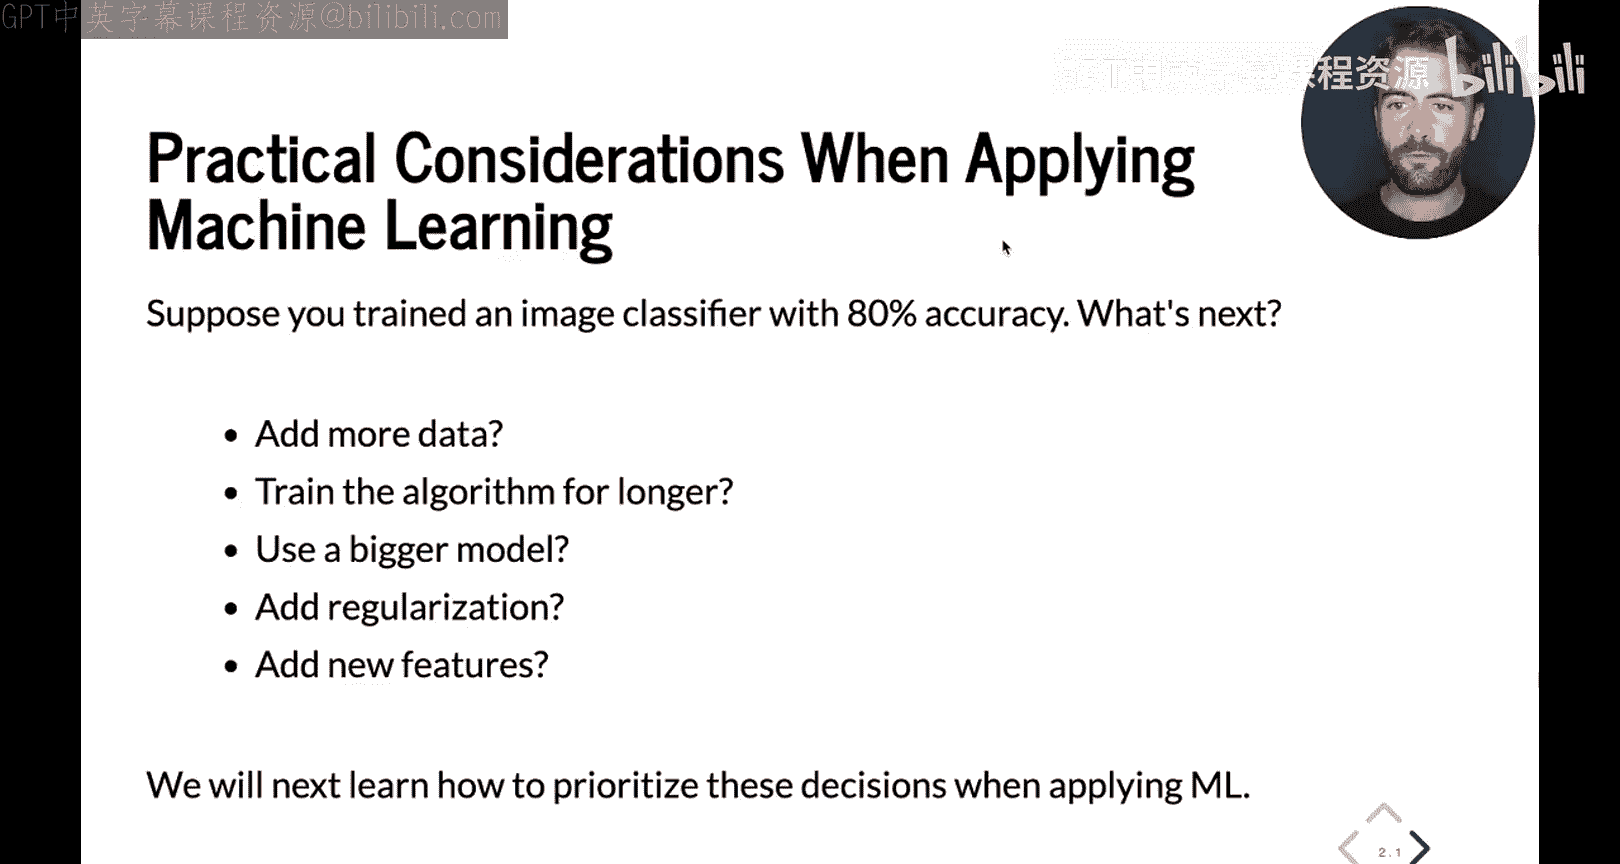 GPT中英字幕课程资源@bilibili.com
程资源 bilibili
Practical Considerations When Applying
Machine Learning
Suppose you trained an image classifier with 80% accuracy. What's next?
• Add more data?
• Train the algorithm for longer?
• Use a bigger model?
• Add regularization?
• Add new features?
We will next learn how to prioritize these decisions when applying ML.
2.1